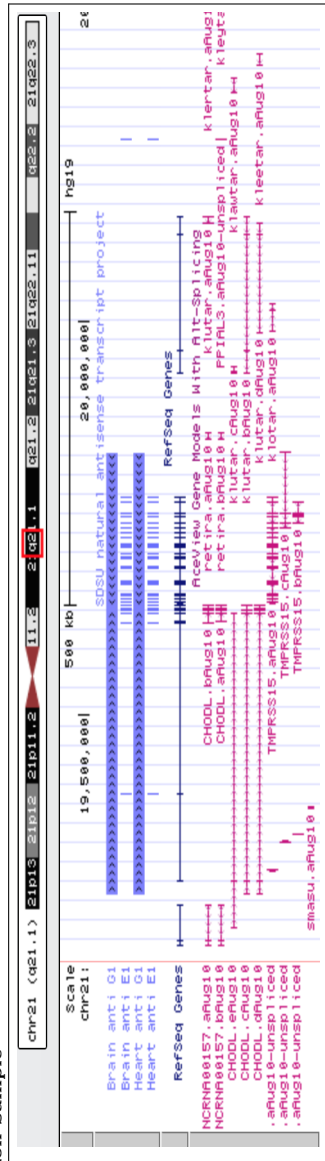 chr21 (q21.1) 21p13 21p12 21p11.2 11.2 2 q21 .1 q21.2 21q21.3 21q22.11 q22.2 21q22.3
Scale 500 kb hg19
chr21: 19,500,000 20,000,000
SDSU natural antisense transcript project
Brain anti G1
Brain anti E1
Heart anti G1
Heart anti E1
RefSeq Genes
RefSeq Genes
AceView Gene Models With Alt-Splicing
NCRNA00157.aAug10 CHODL.bAug10 retira.aAug10 klutar.aAug10 klertar.a
NCRNA00157.bAug10 CHODL.aAug10 retira.bAug10 PPIAL3.aAug10-unspliced kleyta
CHODL.eAug10 klutar.cAug10 klawtar.aAug10
CHODL.cAug10 klutar.bAug10
CHODL.dAug10 klutar.dAug10 kleetar.aAug10
.aAug10-unspliced TMPRSS15.aAug10 klotar.aAug10
.aAug10-unspliced TMPRSS15.cAug10
.aAug10-unspliced TMPRSS15.bAug10
smasu.aAug10